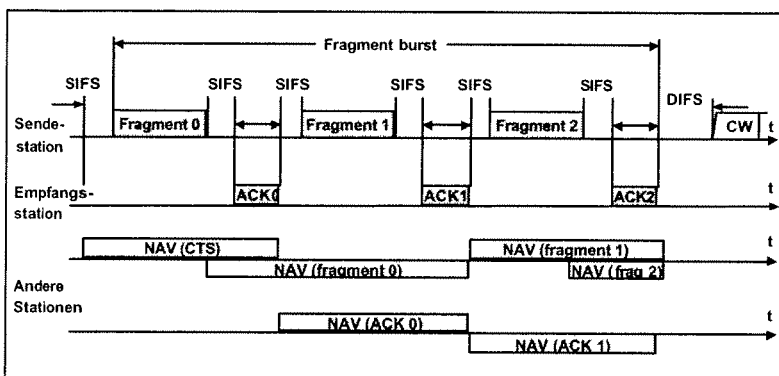 Fragment burst
SIFS SIFS SIFS SIFS SIFS SIFS DIFS
Sende-
station
Fragment 0 Fragment 1 Fragment 2 CW t
Empfangs-
station
ACK0 ACK1 ACK2 t
NAV (CTS) NAV (fragment 1) t
NAV (fragment 0) NAV (frag 2)
Andere
Stationen
NAV (ACK 0) t
NAV (ACK 1)